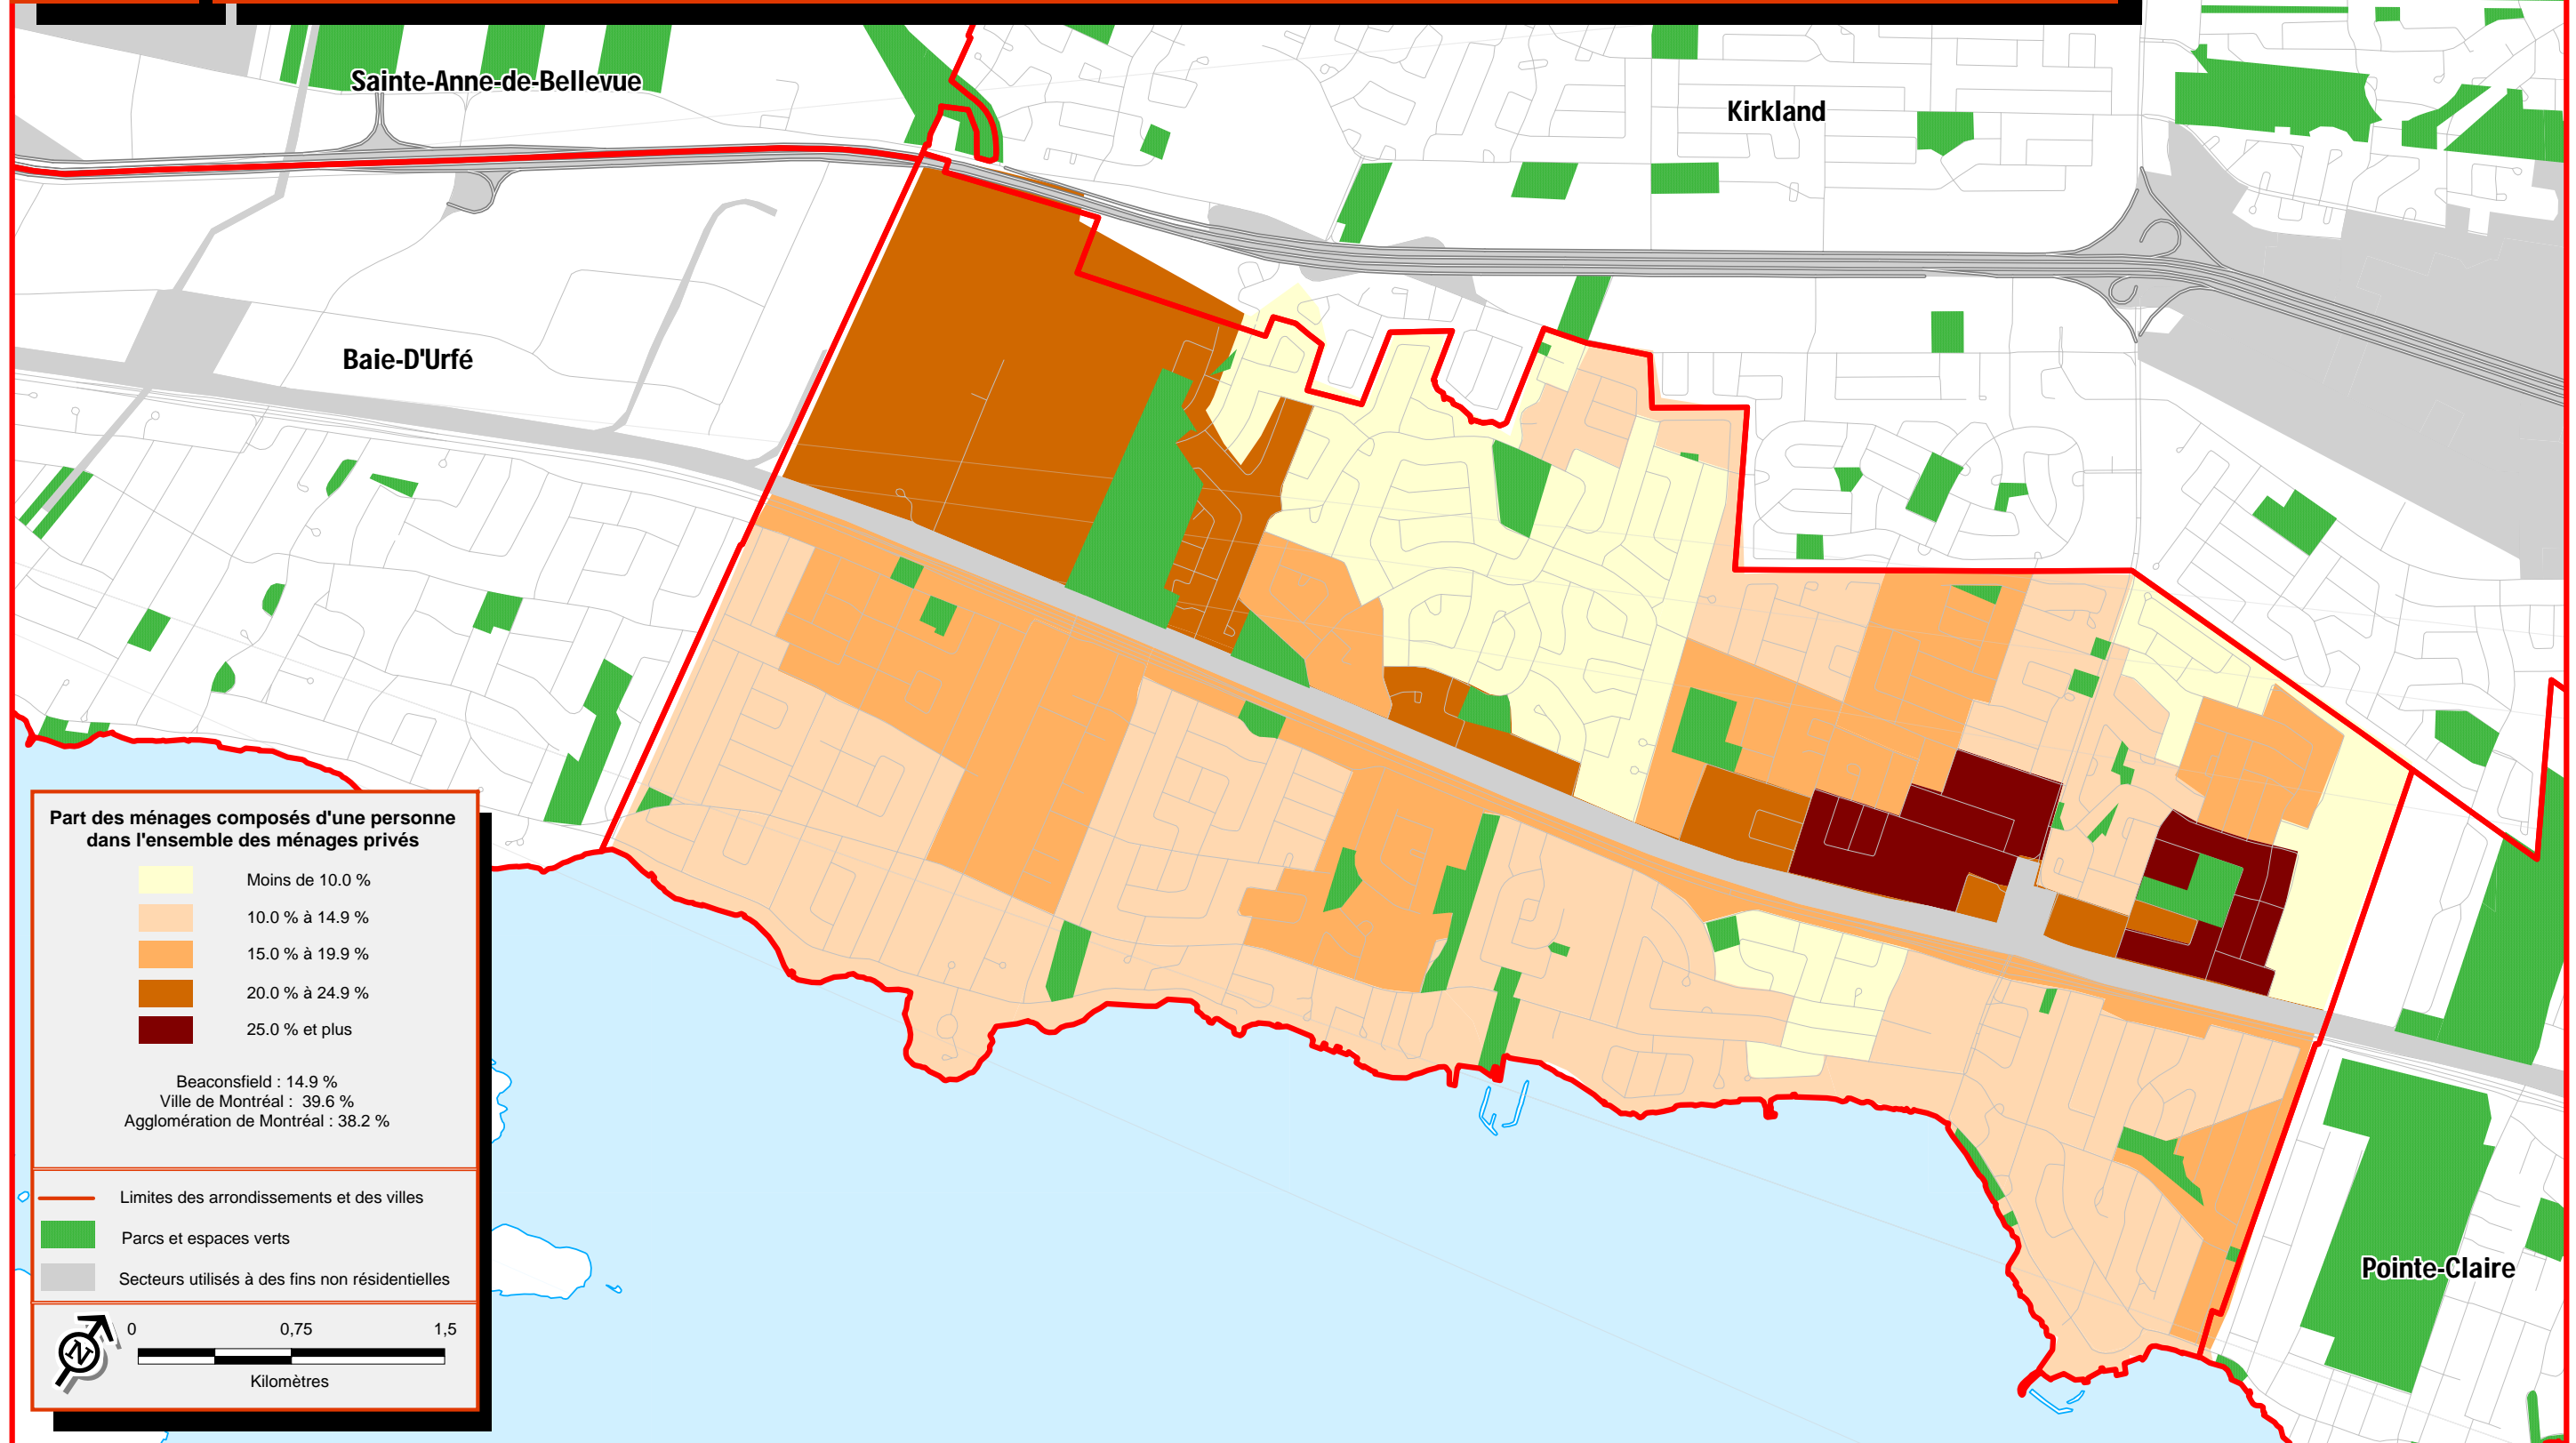 Sainte-Anne-de-Bellevue
Kirkland
Baie-D'Urfé
Pointe-Claire
Part des ménages composés d'une personne
dans l'ensemble des ménages privés
Moins de 10.0 %
10.0 % à 14.9 %
15.0 % à 19.9 %
20.0 % à 24.9 %
25.0 % et plus
Beaconsfield : 14.9 %
Ville de Montréal : 39.6 %
Agglomération de Montréal : 38.2 %
Limites des arrondissements et des villes
Parcs et espaces verts
Secteurs utilisés à des fins non résidentielles
N
0 0,75 1,5
Kilomètres